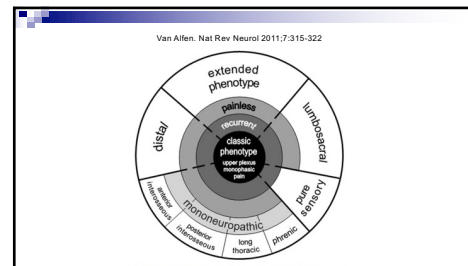 Van Alfen. Nat Rev Neurol 2011;7:315-322
extended
phenotype
painless
recurrent
classic
phenotype
upper plexus
monophasic
pain
distal
lumbosacral
pure
sensory
mononeuropathic
anterior
interosseous
posterior
interosseous
long
thoracic
phrenic